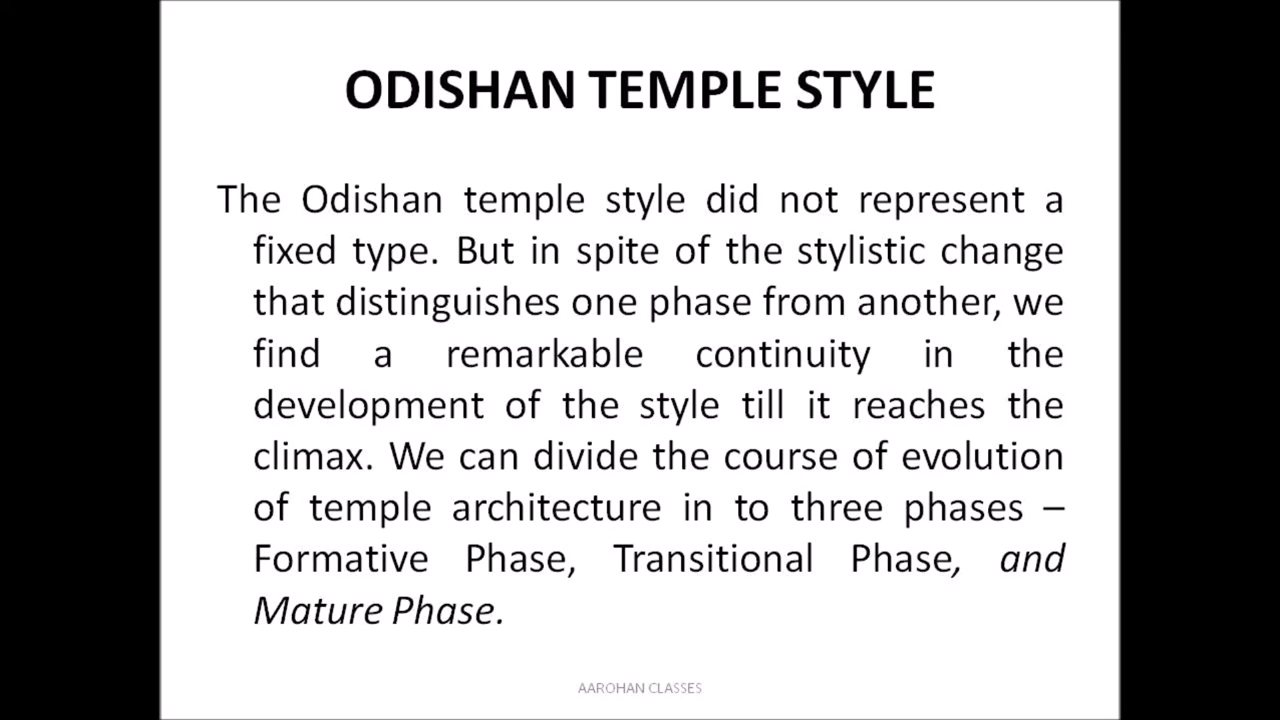 ODISHAN TEMPLE STYLE
The Odishan temple style did not represent a
fixed type. But in spite of the stylistic change
that distinguishes one phase from another, we
find a remarkable continuity in the
development of the style till it reaches the
climax. We can divide the course of evolution
of temple architecture in to three phases –
Formative Phase, Transitional Phase, and
Mature Phase.
AAROHAN CLASSES